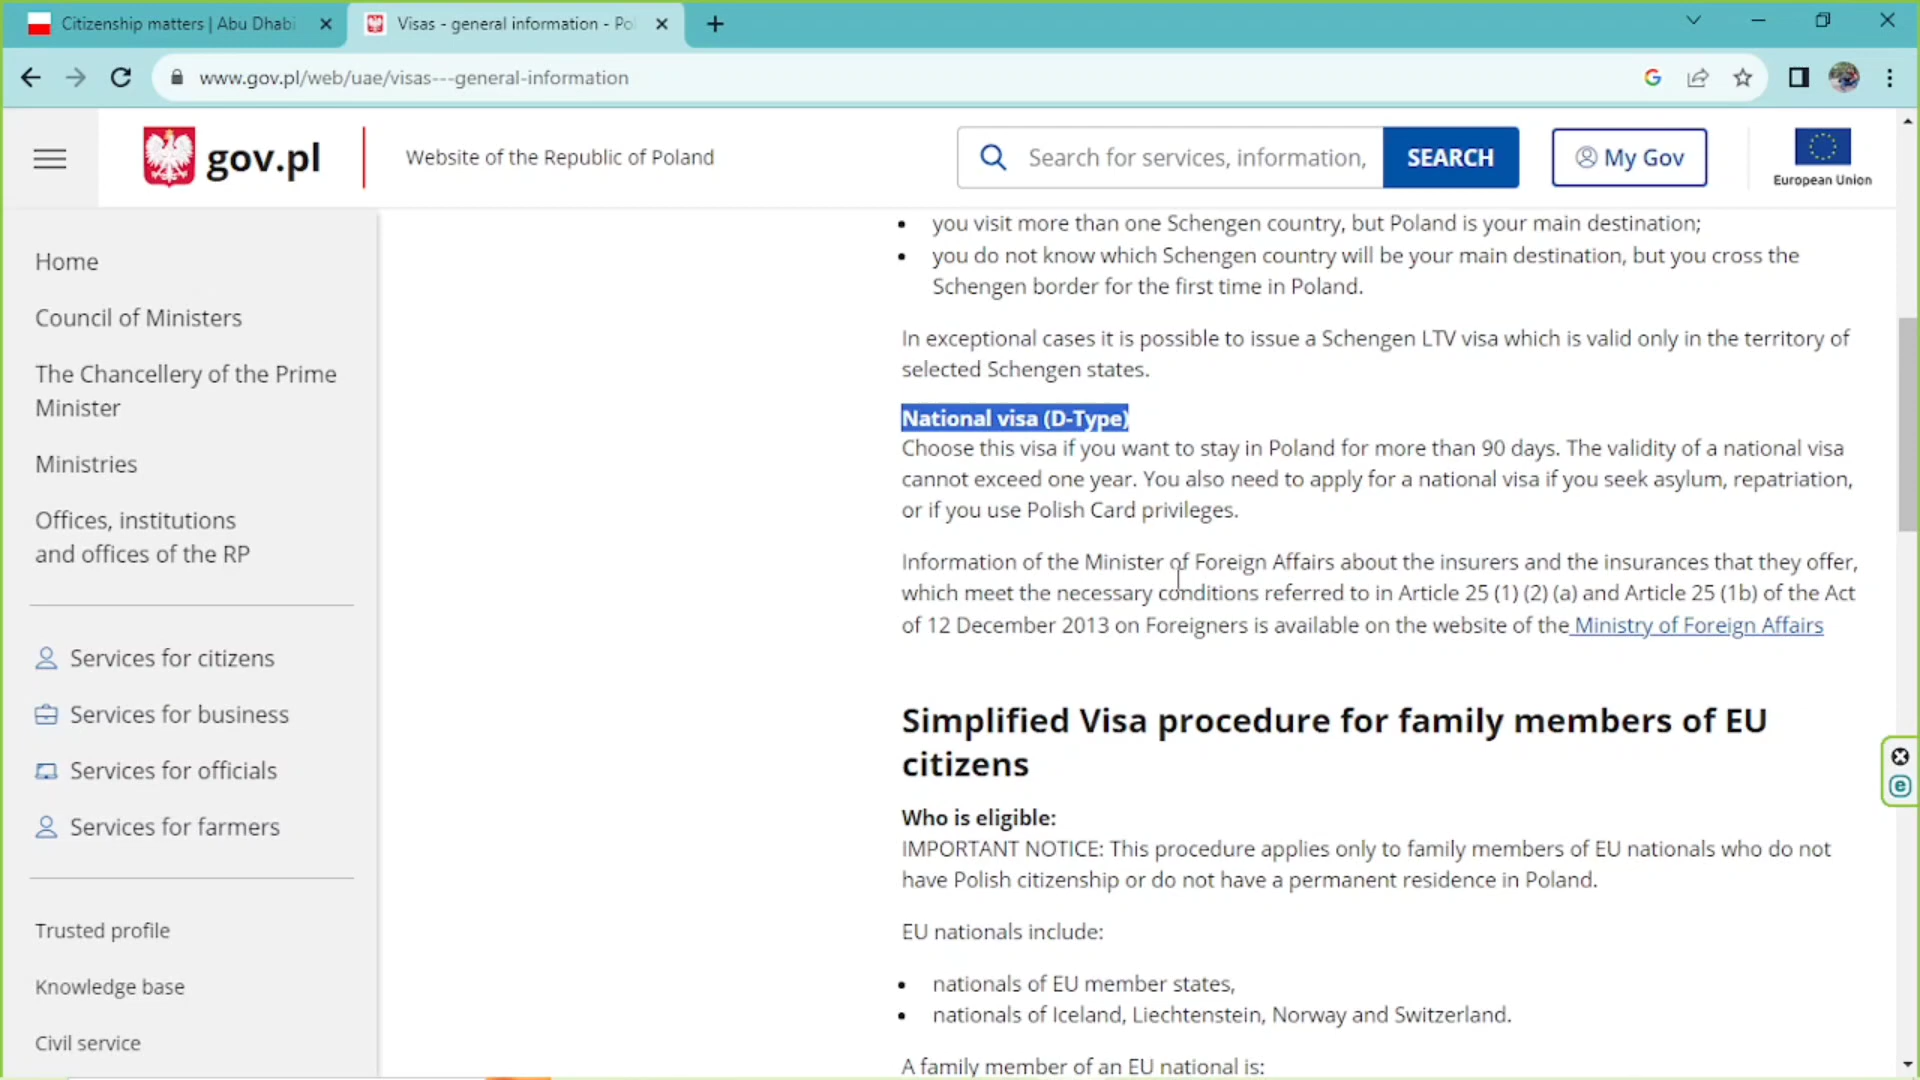 Citizenship matters | Abu Dhabi
Visas - general information - Po
www.gov.pl/web/uae/visas---general-information
gov.pl
Website of the Republic of Poland
Search for services, information,
SEARCH
My Gov
European Union
Home
Council of Ministers
The Chancellery of the Prime
Minister
Ministries
Offices, institutions
and offices of the RP
Services for citizens
Services for business
Services for officials
Services for farmers
Trusted profile
Knowledge base
Civil service
• you visit more than one Schengen country, but Poland is your main destination;
• you do not know which Schengen country will be your main destination, but you cross the
Schengen border for the first time in Poland.
In exceptional cases it is possible to issue a Schengen LTV visa which is valid only in the territory of
selected Schengen states.
National visa (D-Type)
Choose this visa if you want to stay in Poland for more than 90 days. The validity of a national visa
cannot exceed one year. You also need to apply for a national visa if you seek asylum, repatriation,
or if you use Polish Card privileges.
Information of the Minister of Foreign Affairs about the insurers and the insurances that they offer,
which meet the necessary conditions referred to in Article 25 (1) (2) (a) and Article 25 (1b) of the Act
of 12 December 2013 on Foreigners is available on the website of the Ministry of Foreign Affairs
Simplified Visa procedure for family members of EU
citizens
Who is eligible:
IMPORTANT NOTICE: This procedure applies only to family members of EU nationals who do not
have Polish citizenship or do not have a permanent residence in Poland.
EU nationals include:
• nationals of EU member states,
• nationals of Iceland, Liechtenstein, Norway and Switzerland.
A family member of an EU national is: